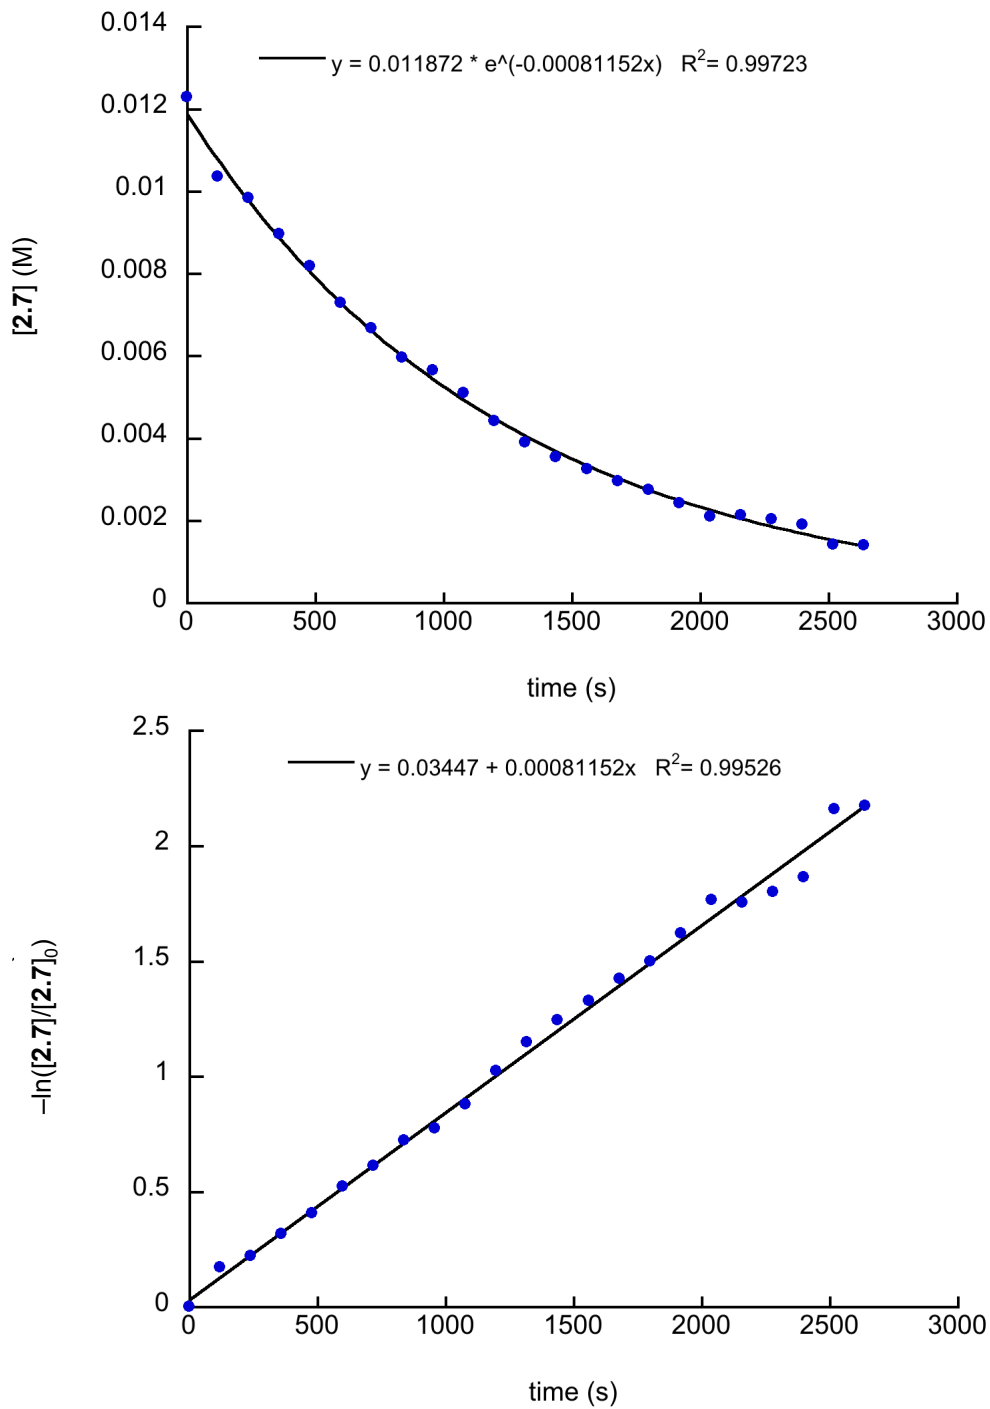 0.014
y = 0.011872 * e^(-0.00081152x) R²= 0.99723
0.012
0.01
0.008
[2.7] (M)
0.006
0.004
0.002
0
0 500 1000 1500 2000 2500 3000
time (s)
2.5
y = 0.03447 + 0.00081152x R²= 0.99526
2
1.5
–ln([2.7]/[2.7]₀)
1
0.5
0
0 500 1000 1500 2000 2500 3000
time (s)